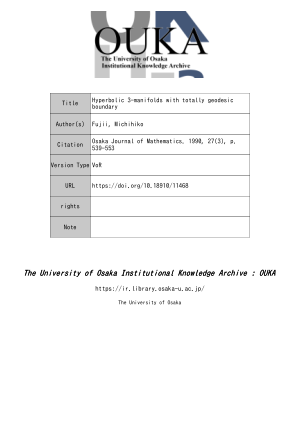 OUKA
The University of Osaka
Institutional Knowledge Archive
Title Hyperbolic 3-manifolds with totally geodesic
boundary
Author(s) Fujii, Michihiko
Citation Osaka Journal of Mathematics. 1990, 27(3), p.
539-553
Version Type VoR
URL https://doi.org/10.18910/11468
rights
Note
The University of Osaka Institutional Knowledge Archive : OUKA
https://ir.library.osaka-u.ac.jp/
The University of Osaka